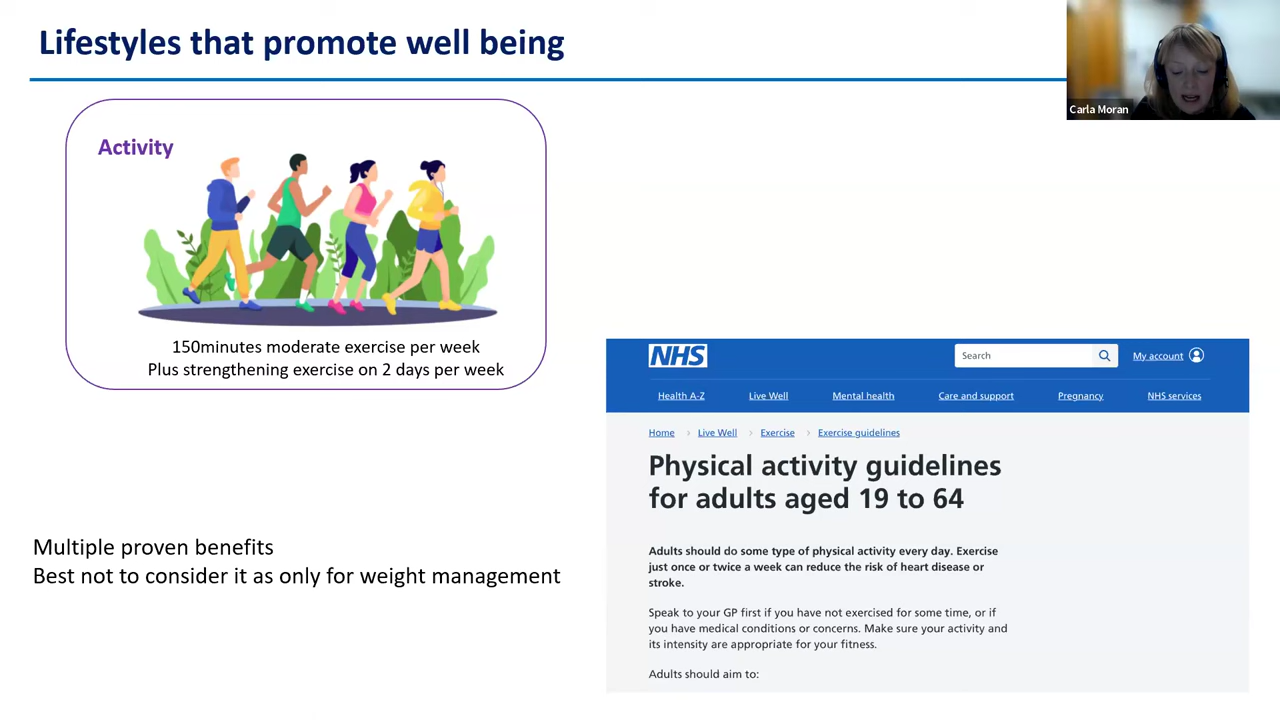 Lifestyles that promote well being
Carla Moran
Activity
150minutes moderate exercise per week
Plus strengthening exercise on 2 days per week
Multiple proven benefits
Best not to consider it as only for weight management
NHS
Search
My account
Health A-Z Live Well Mental health Care and support Pregnancy NHS services
Home > Live Well > Exercise > Exercise guidelines
Physical activity guidelines
for adults aged 19 to 64
Adults should do some type of physical activity every day. Exercise
just once or twice a week can reduce the risk of heart disease or
stroke.
Speak to your GP first if you have not exercised for some time, or if
you have medical conditions or concerns. Make sure your activity and
its intensity are appropriate for your fitness.
Adults should aim to: